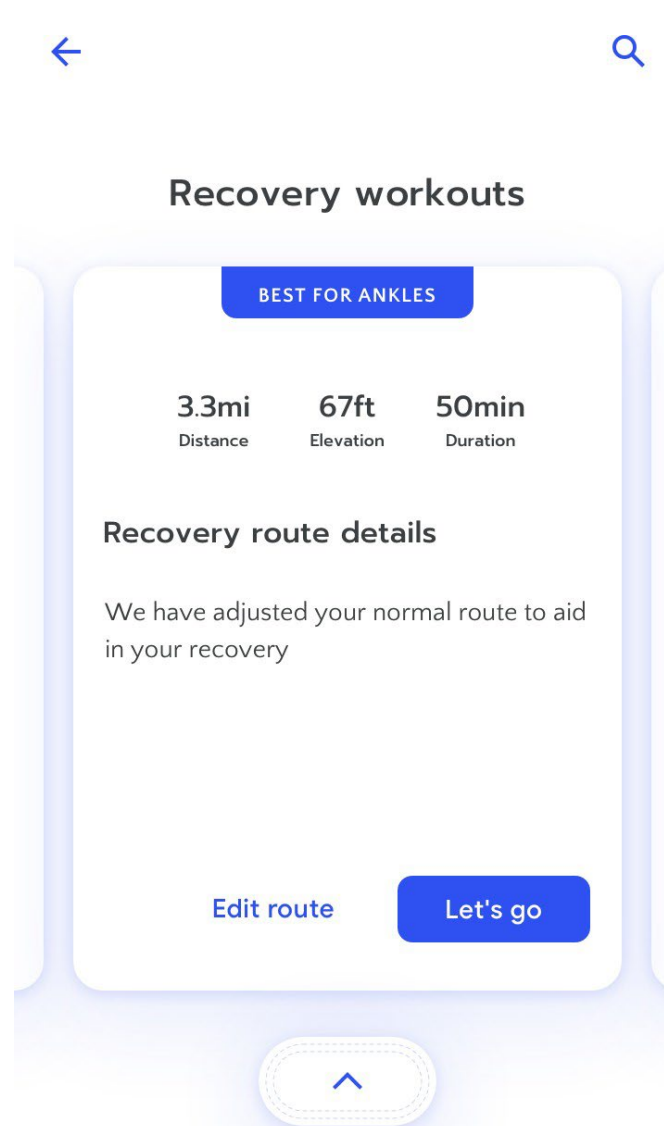 Recovery workouts
BEST FOR ANKLES
3.3mi 67ft 50min
Distance Elevation Duration
Recovery route details
We have adjusted your normal route to aid
in your recovery
Edit route Let's go